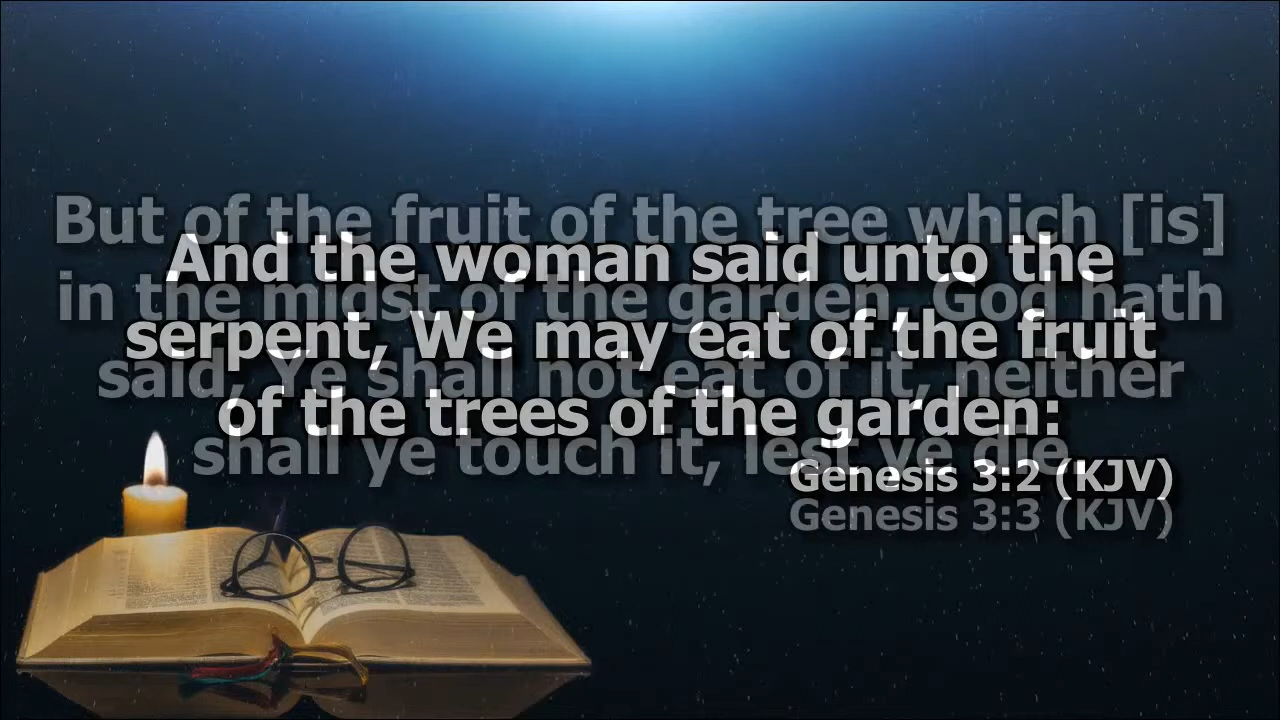 But of the fruit of the tree which [is]
in the midst of the garden, God hath
said, Ye shall not eat of it, neither
shall ye touch it, lest ye die.
Genesis 3:3 (KJV)
And the woman said unto the
serpent, We may eat of the fruit
of the trees of the garden:
Genesis 3:2 (KJV)